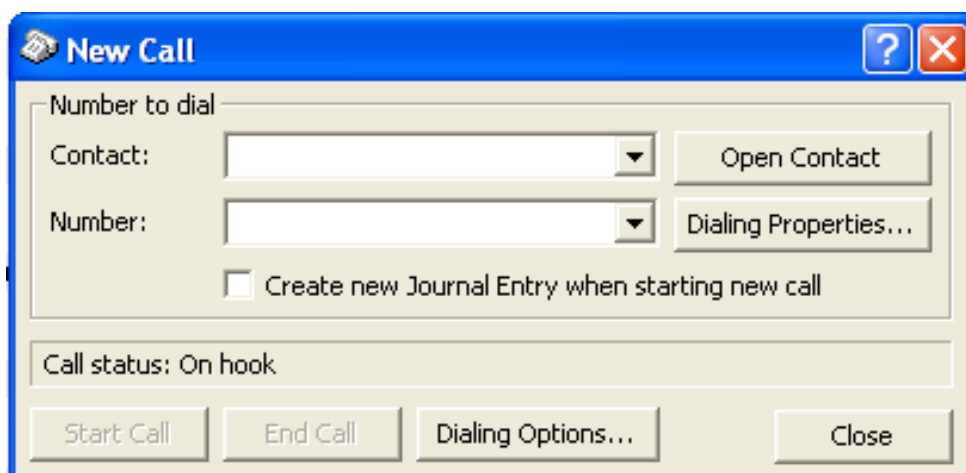 New Call
Number to dial
Contact:
Open Contact
Number:
Dialing Properties...
Create new Journal Entry when starting new call
Call status: On hook
Start Call
End Call
Dialing Options...
Close